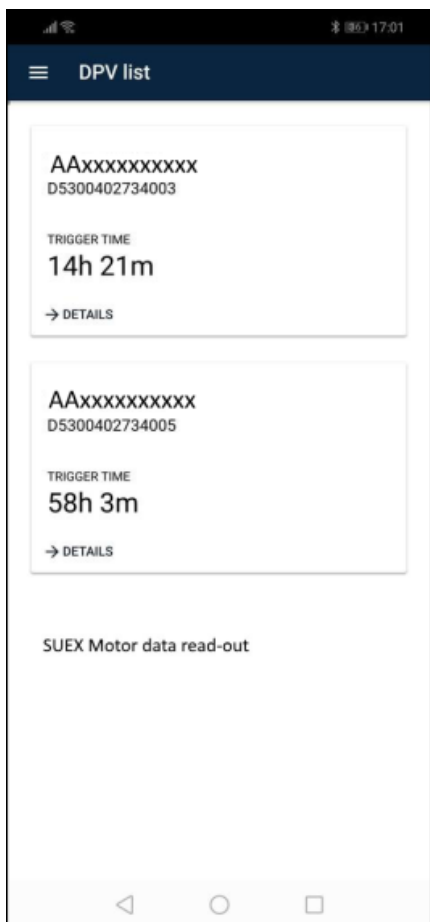 17:01
DPV list
AAxxxxxxxxxx
D5300402734003
TRIGGER TIME
14h 21m
→ DETAILS
AAxxxxxxxxxx
D5300402734005
TRIGGER TIME
58h 3m
→ DETAILS
SUEX Motor data read-out